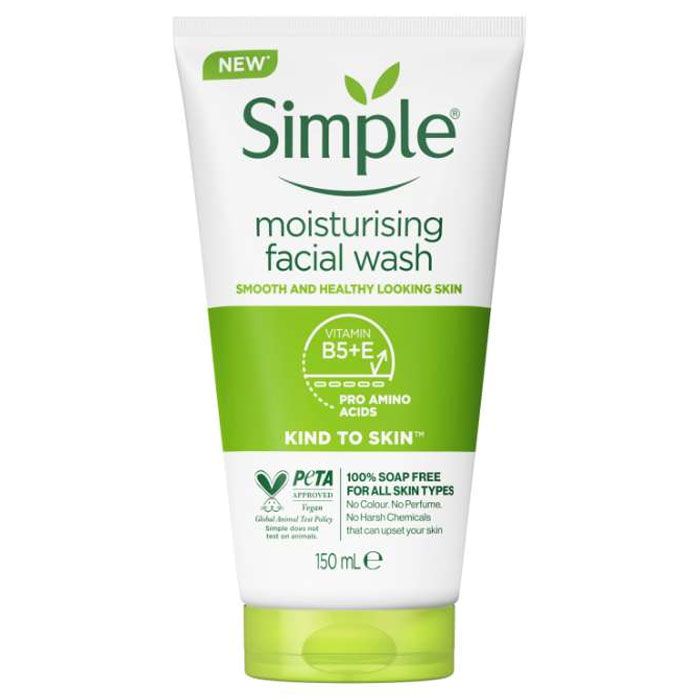 NEW*
Simple®
moisturising
facial wash
SMOOTH AND HEALTHY LOOKING SKIN
VITAMIN
B5+E
PRO AMINO
ACIDS
KIND TO SKIN™
PETA
APPROVED
Vegan
Global Animal Test Policy
Simple does not
test on animals.
100% SOAP FREE
FOR ALL SKIN TYPES
No Colour. No Perfume.
No Harsh Chemicals
that can upset your skin
150 mL℮